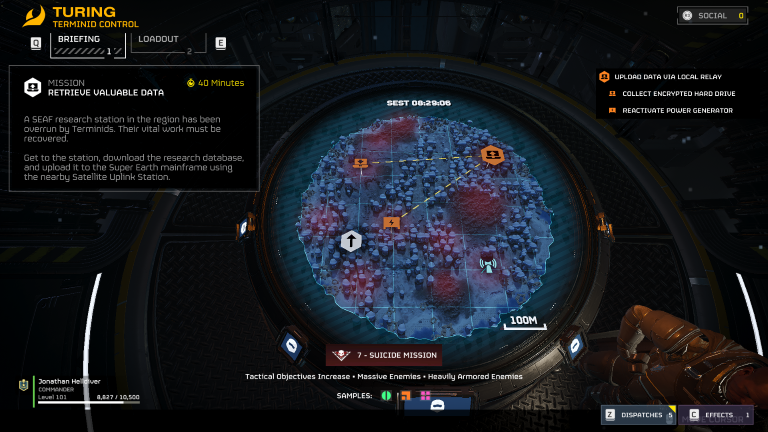 TURING
TERMINID CONTROL
Q
BRIEFING
1
LOADOUT
2
E
SOCIAL 0
MISSION
RETRIEVE VALUABLE DATA
40 Minutes
A SEAF research station in the region has been
overrun by Terminids. Their vital work must be
recovered.
Get to the station, download the research database,
and upload it to the Super Earth mainframe using
the nearby Satellite Uplink Station.
UPLOAD DATA VIA LOCAL RELAY
COLLECT ENCRYPTED HARD DRIVE
REACTIVATE POWER GENERATOR
SEST 08:29:06
100M
7 - SUICIDE MISSION
Tactical Objectives Increase • Massive Enemies • Heavily Armored Enemies
SAMPLES:
Jonathan Helldiver
COMMANDER
Level 101
8,827 / 10,500
Z DISPATCHES 5
C EFFECTS 1
CURSOR